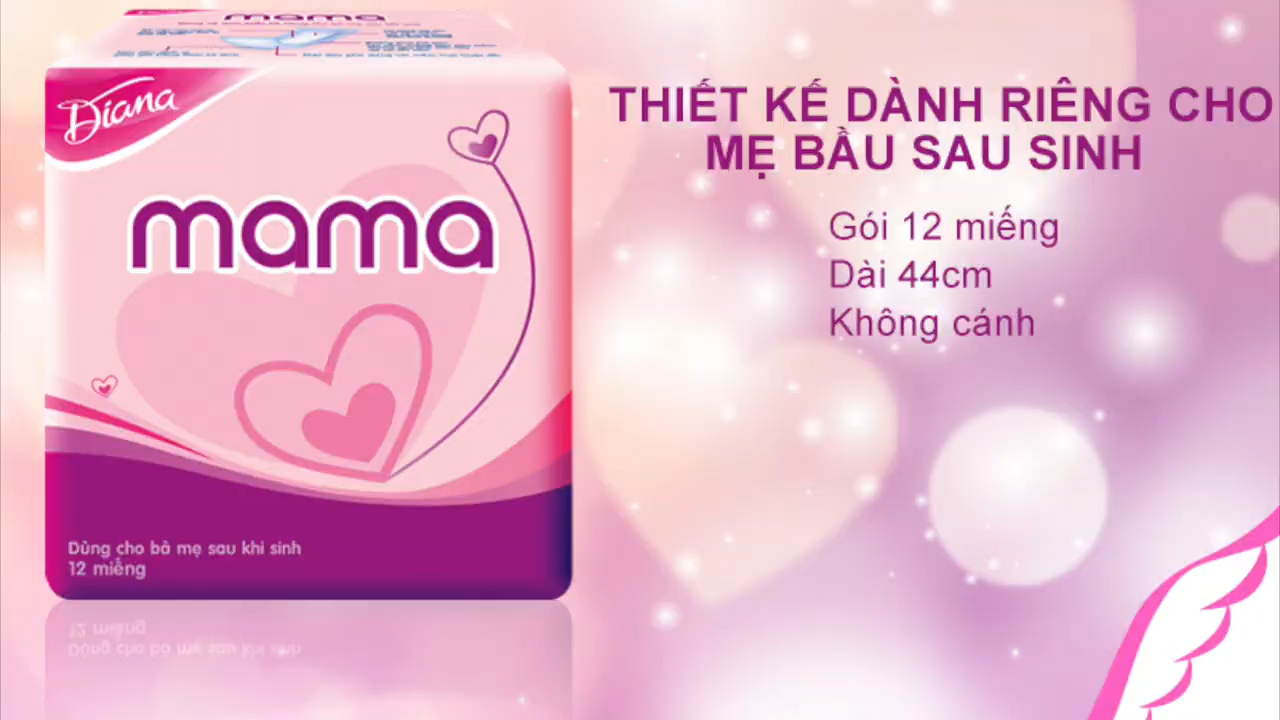 mama
Diana
mama
Dùng cho bà mẹ sau khi sinh
12 miếng
THIẾT KẾ DÀNH RIÊNG CHO
MẸ BẦU SAU SINH
Gói 12 miếng
Dài 44cm
Không cánh